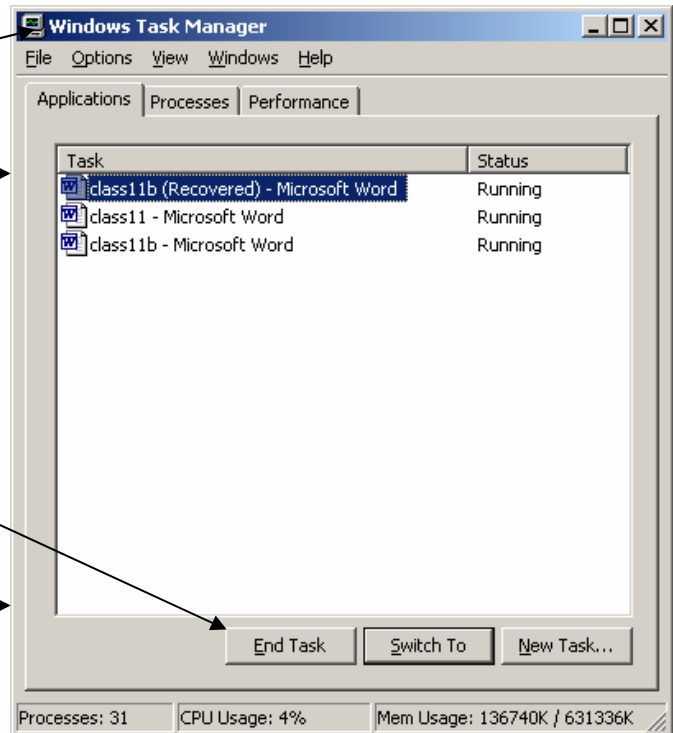 Windows Task Manager
File Options View Windows Help
Applications Processes Performance
Task Status
class11b (Recovered) - Microsoft Word Running
class11 - Microsoft Word Running
class11b - Microsoft Word Running
End Task Switch To New Task...
Processes: 31 CPU Usage: 4% Mem Usage: 136740K / 631336K